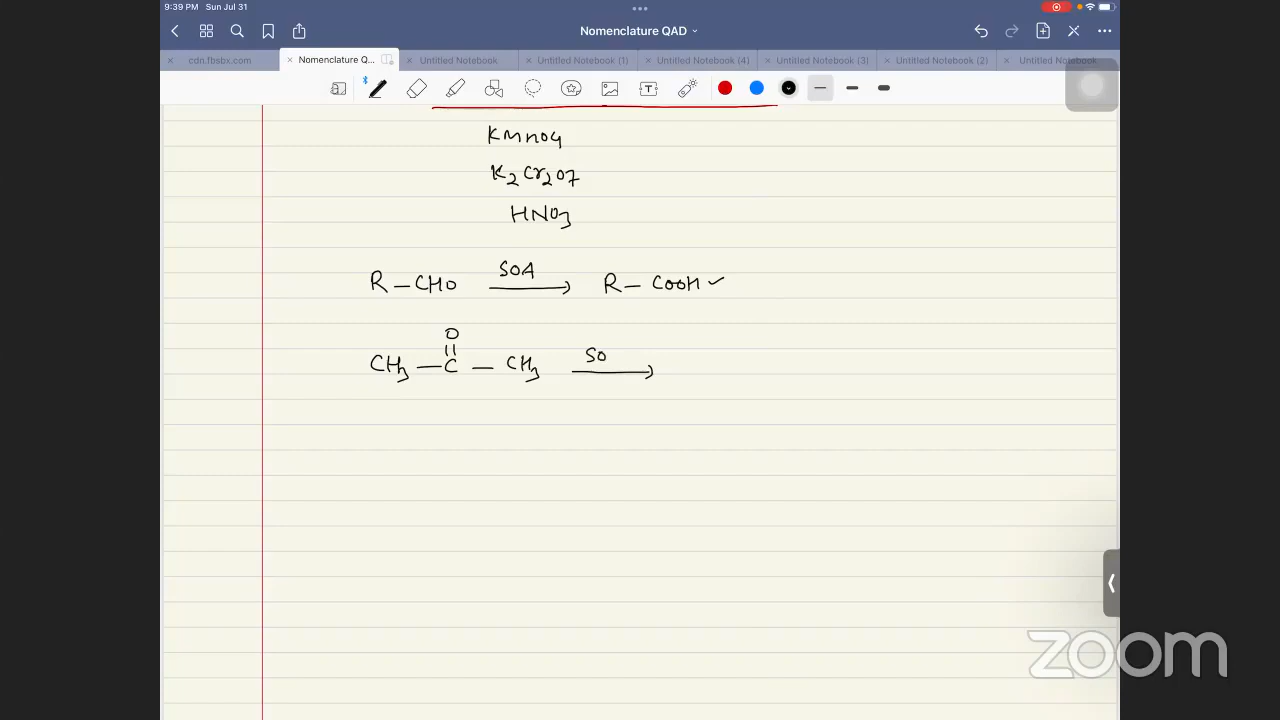 9:39 PM Sun Jul 31
Nomenclature QAD
cdn.fbsbx.com
Nomenclature Q...
Untitled Notebook
Untitled Notebook (1)
Untitled Notebook (4)
Untitled Notebook (3)
Untitled Notebook (2)
Untitled Notebook
KMnO4
K2Cr2O7
HNO3
R — CHO SOA → R — COOH ✓
O
CH3 — C — CH3 SO →
zoom